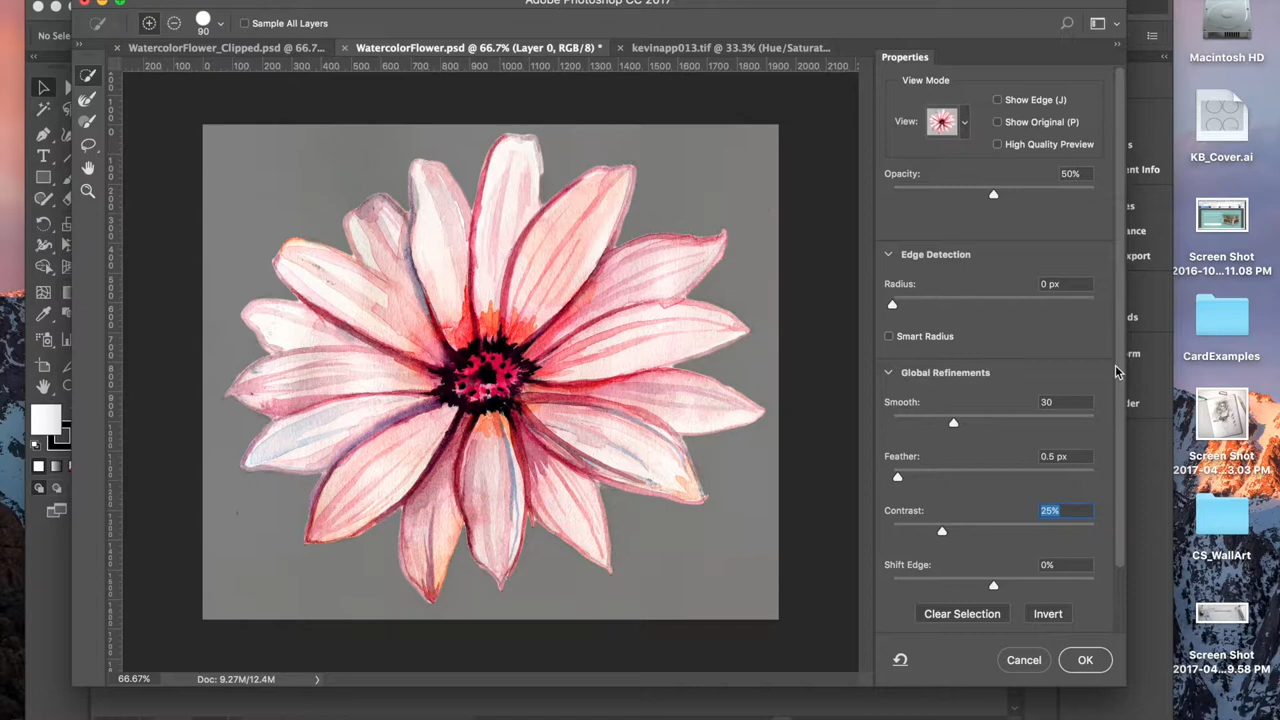 Adobe Photoshop CC 2017
90
Sample All Layers
No Sele
WatercolorFlower_Clipped.psd @ 66.7...
WatercolorFlower.psd @ 66.7% (Layer 0, RGB/8) *
kevinapp013.tif @ 33.3% (Hue/Saturat...
200 100 0 100 200 300 400 500 600 700 800 900 1000 1100 1200 1300 1400 1500 1600 1700 1800 1900 2000 2100
Properties
View Mode
View:
Show Edge (J)
Show Original (P)
High Quality Preview
Opacity:
50%
Edge Detection
Radius:
0 px
Smart Radius
Global Refinements
Smooth:
30
Feather:
0.5 px
Contrast:
25%
Shift Edge:
0%
Clear Selection
Invert
Cancel
OK
66.67%
Doc: 9.27M/12.4M
nt Info
ance
xport
Macintosh HD
KB_Cover.ai
Screen Shot
2016-10...11.08 PM
CardExamples
Screen Shot
2017-04...3.03 PM
CS_WallArt
Screen Shot
2017-04...9.58 PM